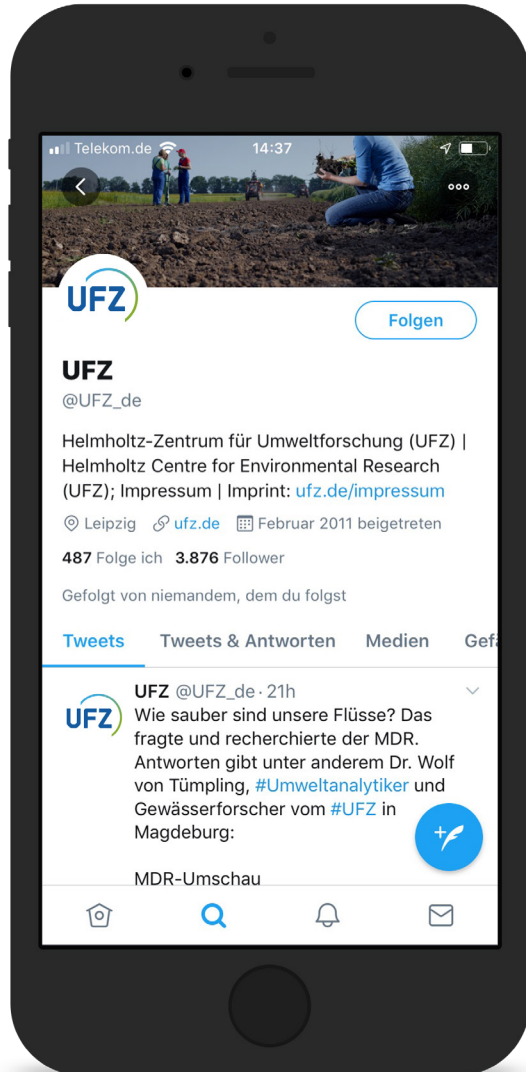 Telekom.de 14:37
UFZ
Folgen
UFZ
@UFZ_de
Helmholtz-Zentrum für Umweltforschung (UFZ) |
Helmholtz Centre for Environmental Research
(UFZ); Impressum | Imprint: ufz.de/impressum
Leipzig ufz.de Februar 2011 beigetreten
487 Folge ich 3.876 Follower
Gefolgt von niemandem, dem du folgst
Tweets Tweets & Antworten Medien Gefä
UFZ @UFZ_de · 21h
UFZ
Wie sauber sind unsere Flüsse? Das
fragte und recherchierte der MDR.
Antworten gibt unter anderem Dr. Wolf
von Tümpling, #Umweltanalytiker und
Gewässerforscher vom #UFZ in
Magdeburg:
MDR-Umschau